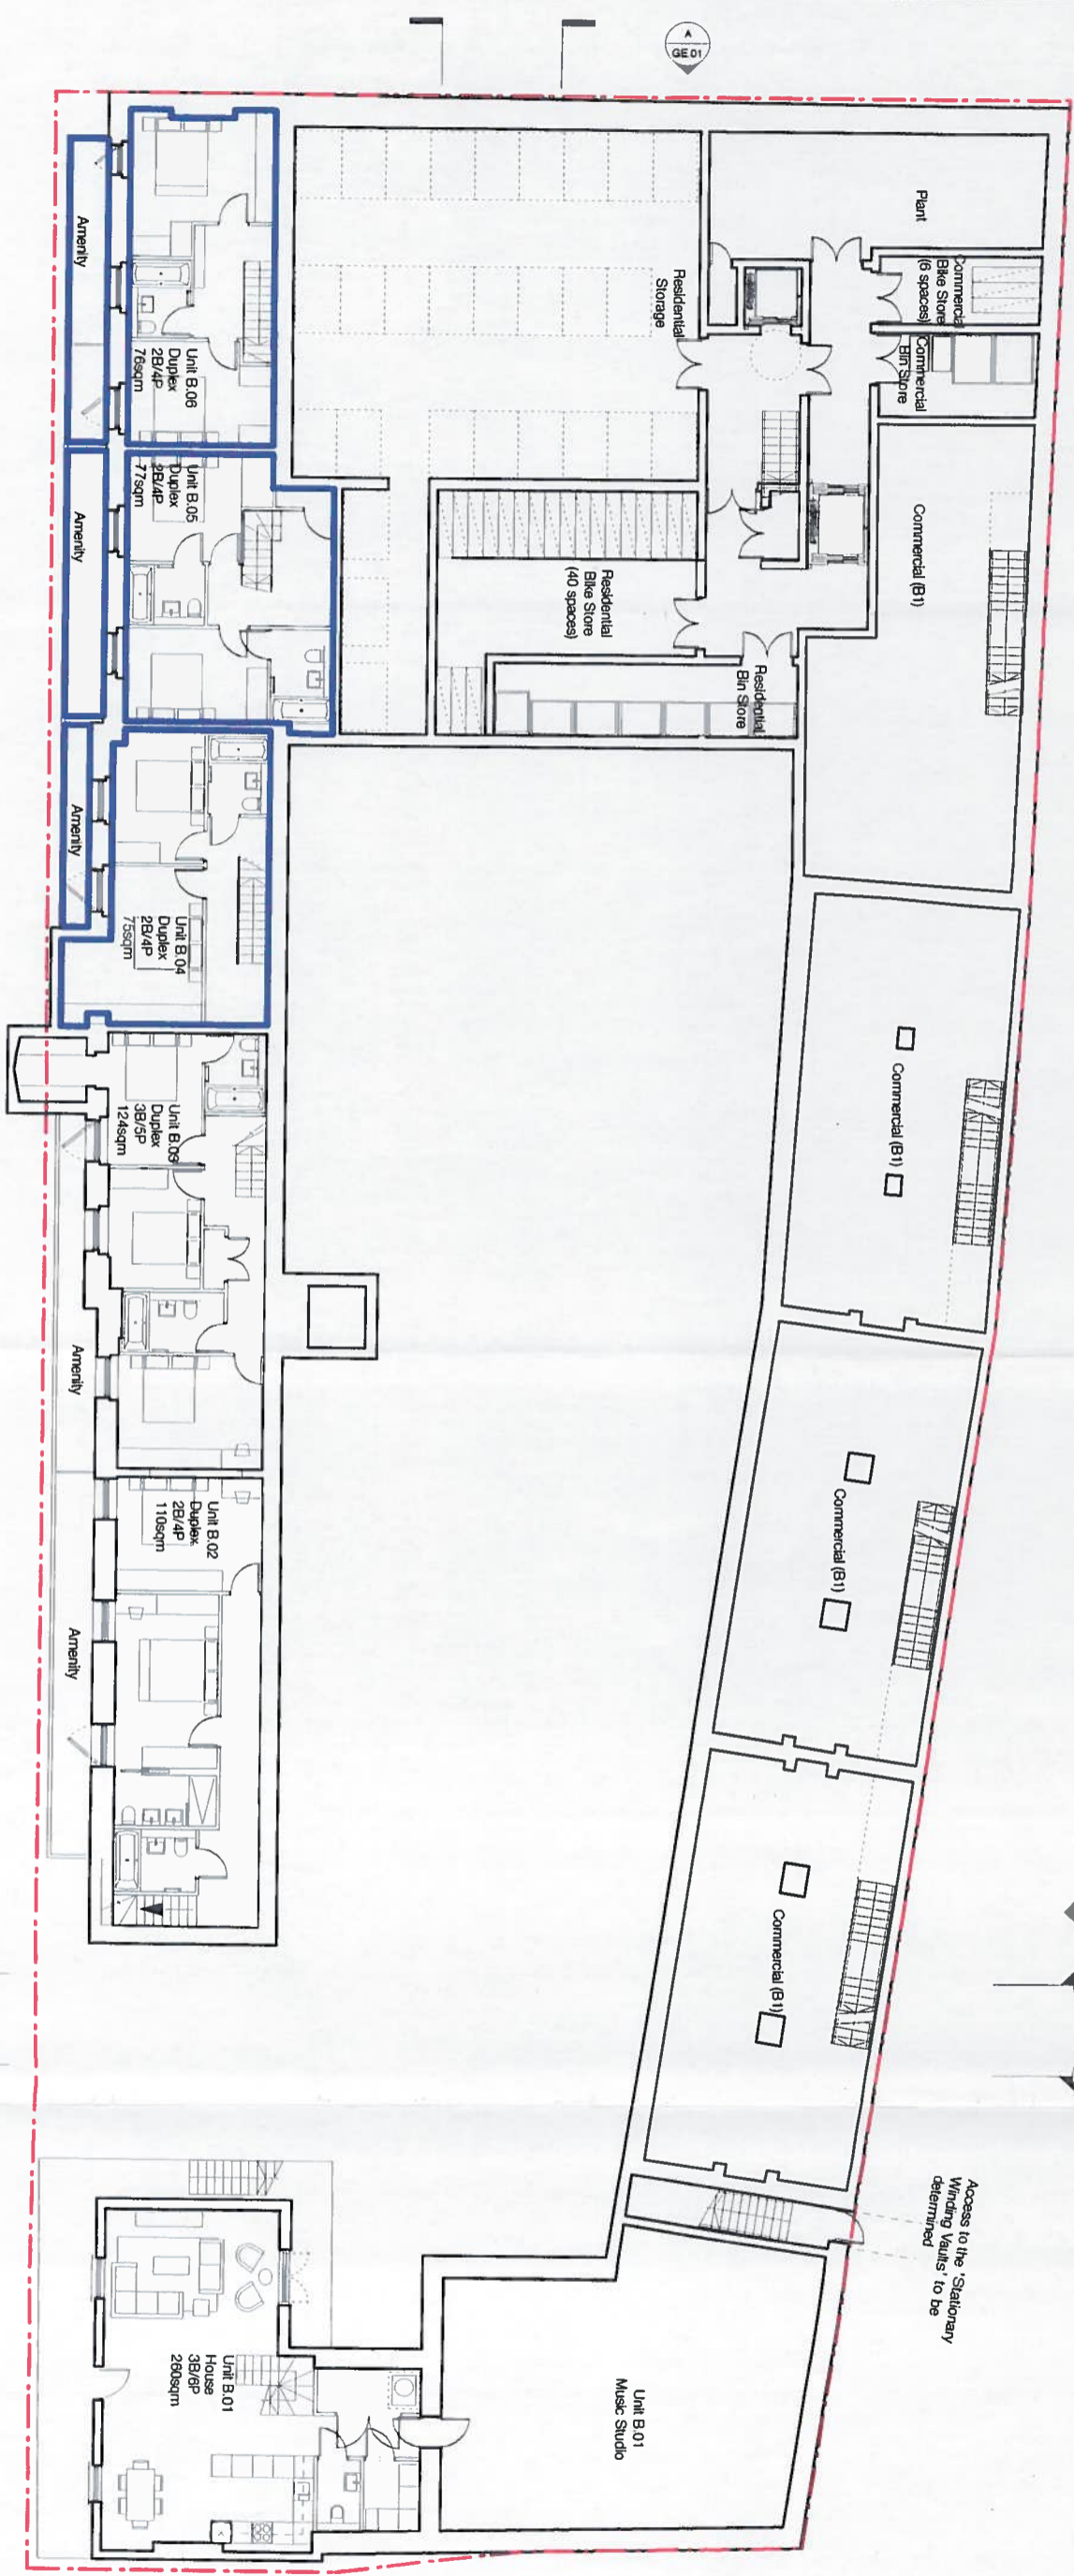 A
GE 01
Plant
Commercial
Bike Store
(6 spaces)
Commercial
Bin Store
Residential
Storage
Commercial (B1)
Residential
Bike Store
(40 spaces)
Residential
Bin Store
Amenity
Unit B.06
Duplex
2B/4P
76sqm
Amenity
Unit B.05
Duplex
2B/4P
77sqm
Amenity
Unit B.04
Duplex
2B/4P
75sqm
Commercial (B1)
Unit B.03
Duplex
3B/5P
124sqm
Amenity
Commercial (B1)
Unit B.02
Duplex
2B/4P
110sqm
Amenity
Commercial (B1)
Access to the 'Stationary
Winding Vaults' to be
determined
Unit B.01
House
3B/6P
260sqm
Unit B.01
Music Studio